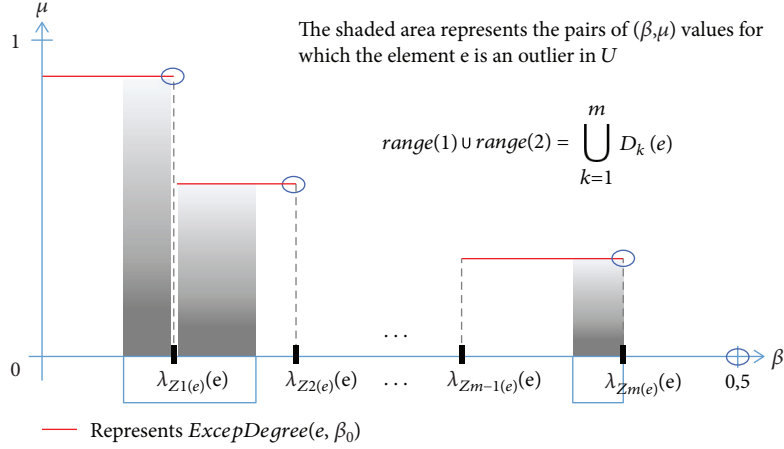 μ
1
The shaded area represents the pairs of (β,μ) values for
which the element e is an outlier in U
m
range(1) ∪ range(2) = ⋃ D_k (e)
k=1
. . .
0
β
λ_Z1(e)(e) λ_Z2(e)(e) . . . λ_Zm−1(e)(e) λ_Zm(e)(e) 0,5
Represents ExcepDegree(e, β₀)